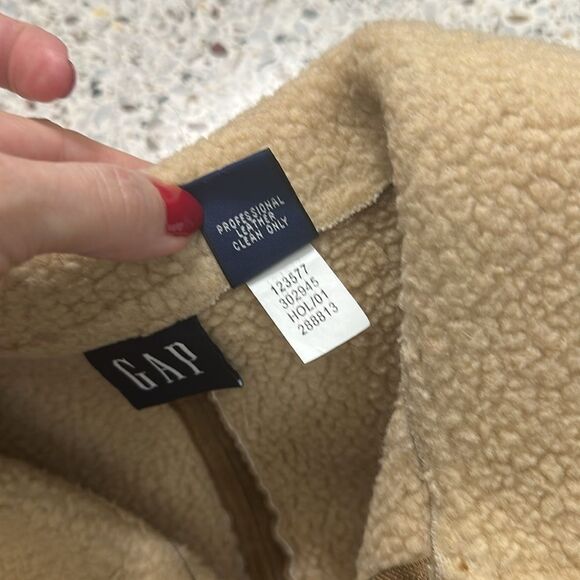 PROFESSIONAL
LEATHER
CLEAN ONLY
123577
302945
HOL/01
288813
GAP